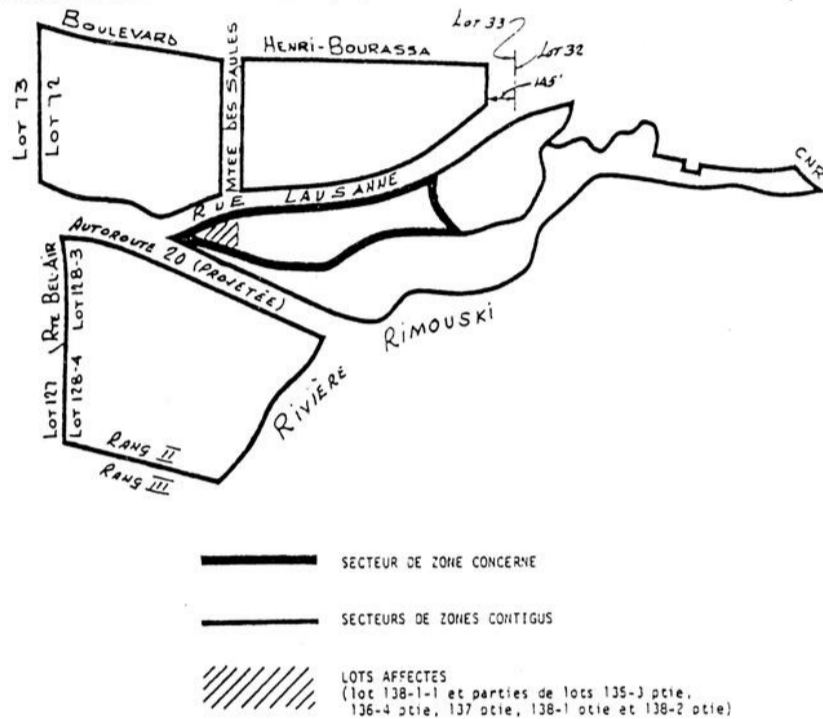 BOULEVARD
HENRI-BOURASSA
Lot 33
Lot 32
145'
MTEE DES SAULES
LOT 73
LOT 72
RUE LAUSANNE
CNR
AUTOROUTE 20 (PROJETÉE)
RTE BEL-AIR
LOT 128-3
LOT 127
LOT 128-4
RIVIÈRE RIMOUSKI
RANG II
RANG III
SECTEUR DE ZONE CONCERNE
SECTEURS DE ZONES CONTIGUS
LOTS AFFECTES
(lot 138-1-1 et parties de lots 135-3 ptie,
136-4 ptie, 137 ptie, 138-1 ptie et 138-2 ptie)